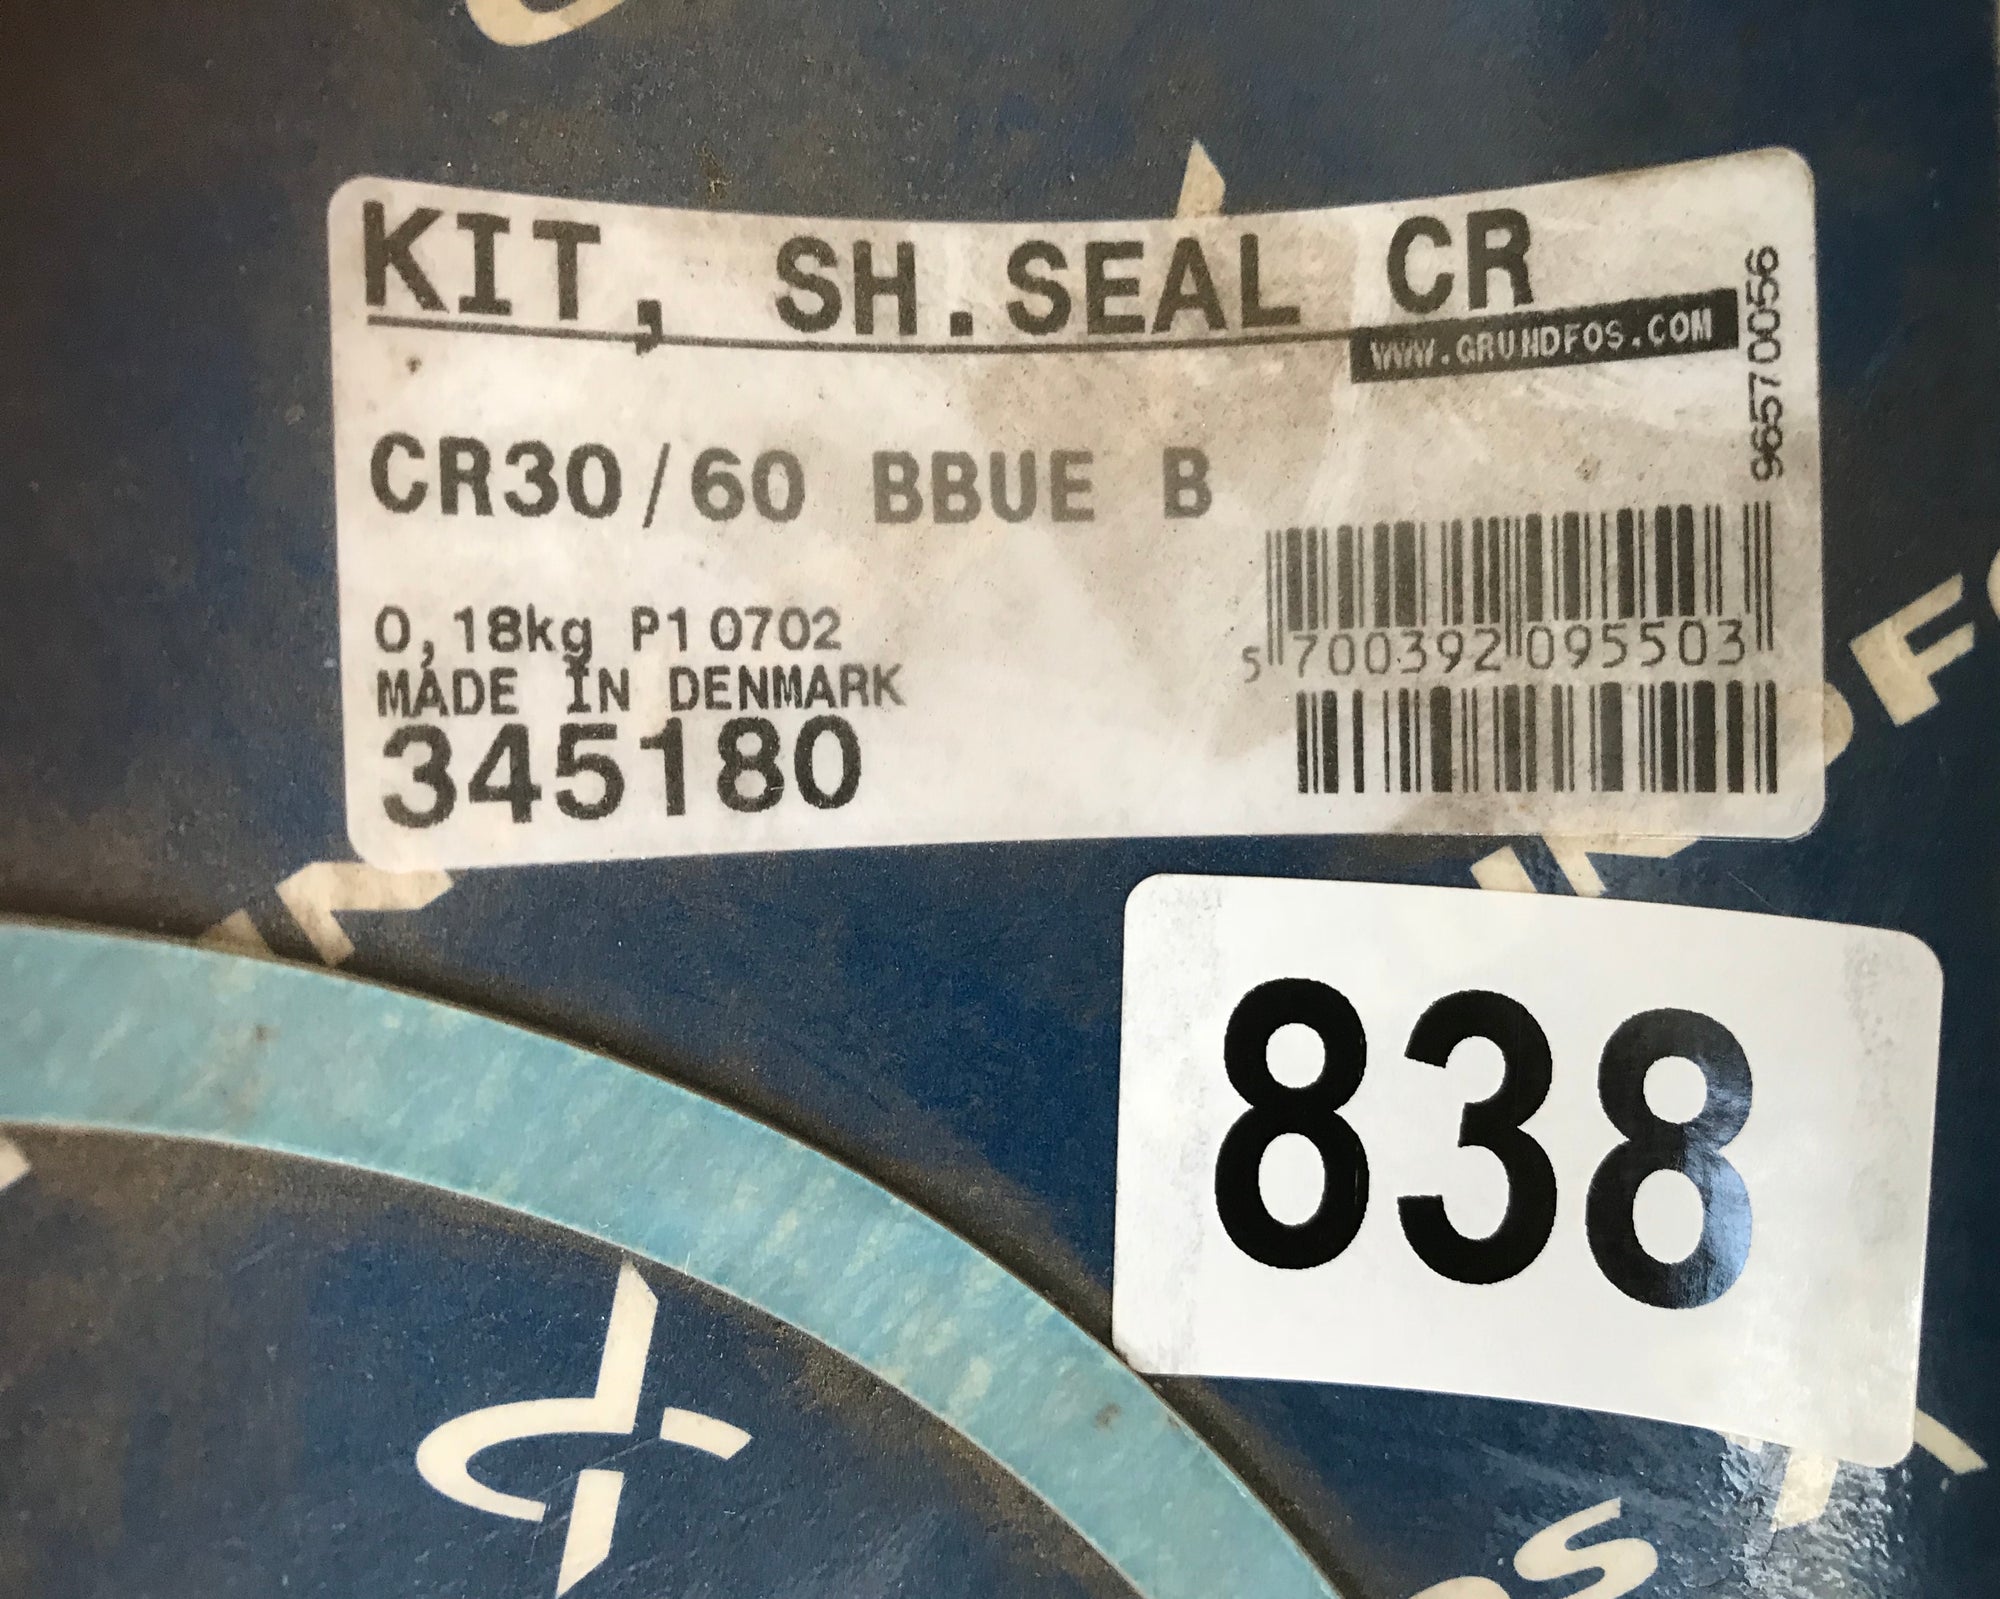 KIT, SH.SEAL CR
WWW.GRUNDFOS.COM
96570056
CR30/60 BBUE B
0,18kg P1 0702
MADE IN DENMARK
345180
5 700392 095503
838